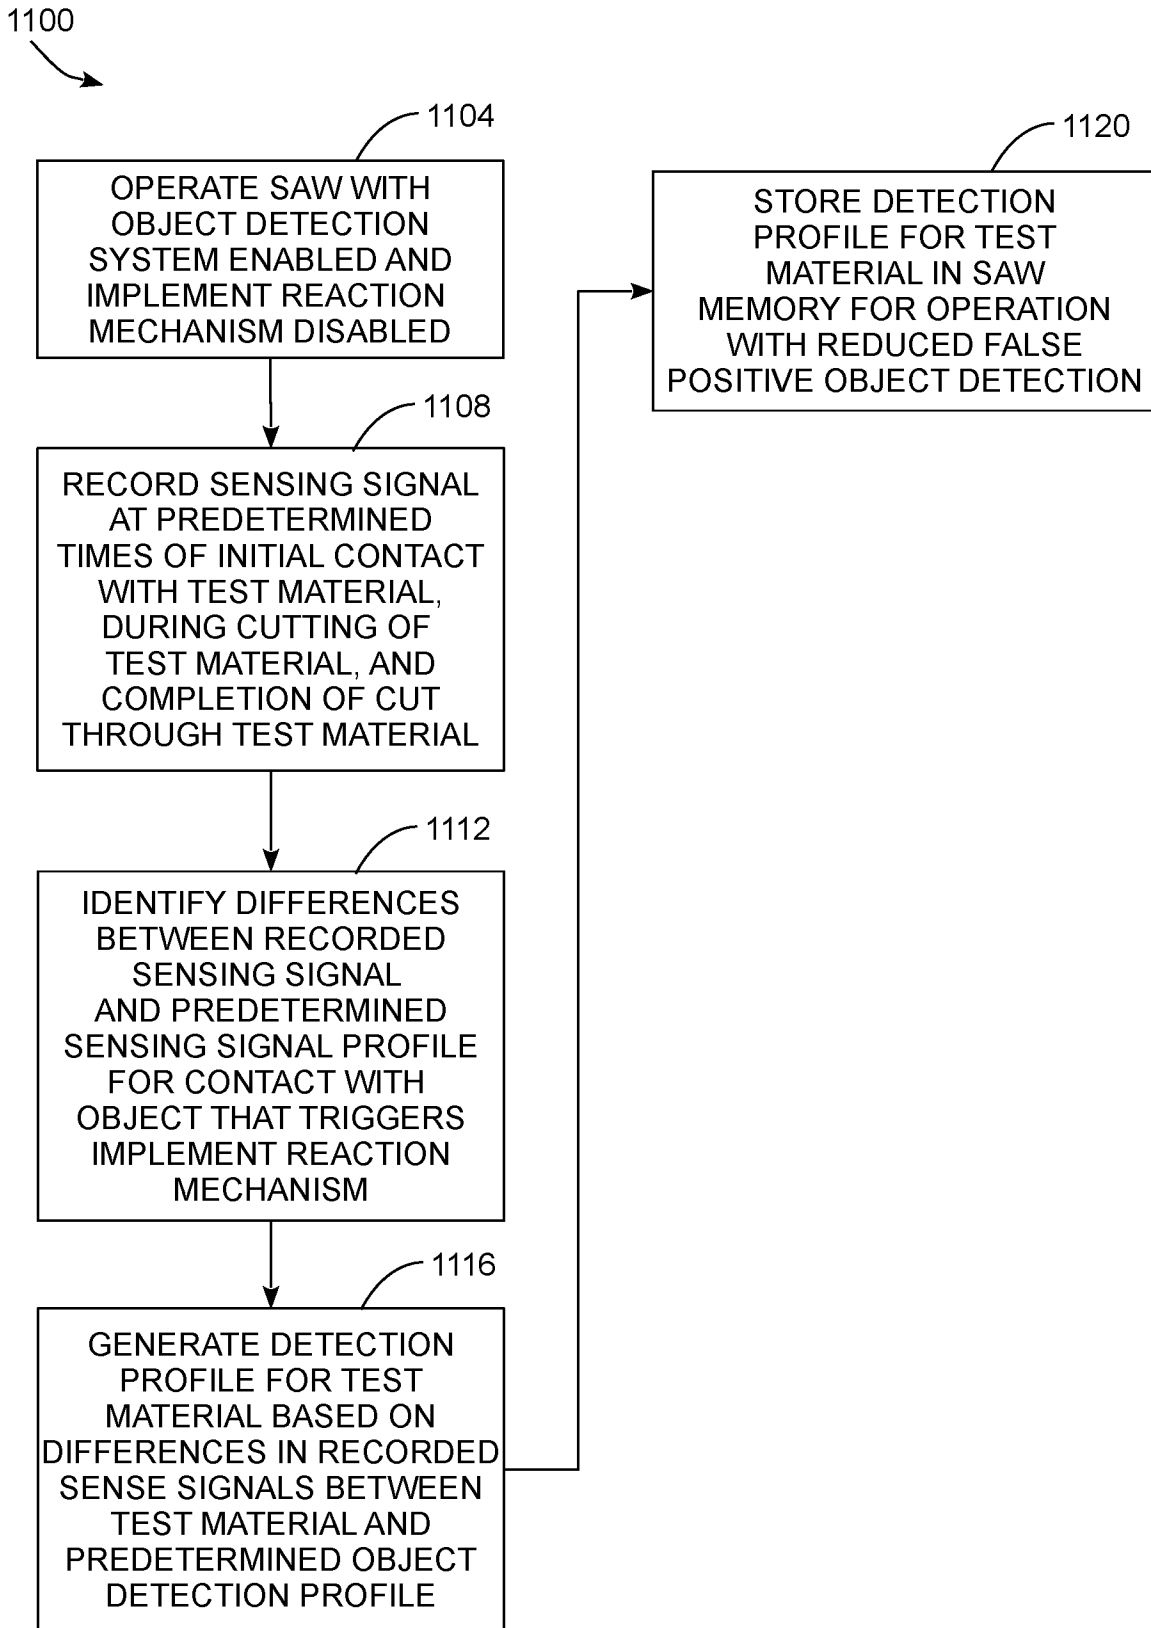 1100
1104
OPERATE SAW WITH
OBJECT DETECTION
SYSTEM ENABLED AND
IMPLEMENT REACTION
MECHANISM DISABLED
1108
RECORD SENSING SIGNAL
AT PREDETERMINED
TIMES OF INITIAL CONTACT
WITH TEST MATERIAL,
DURING CUTTING OF
TEST MATERIAL, AND
COMPLETION OF CUT
THROUGH TEST MATERIAL
1112
IDENTIFY DIFFERENCES
BETWEEN RECORDED
SENSING SIGNAL
AND PREDETERMINED
SENSING SIGNAL PROFILE
FOR CONTACT WITH
OBJECT THAT TRIGGERS
IMPLEMENT REACTION
MECHANISM
1116
GENERATE DETECTION
PROFILE FOR TEST
MATERIAL BASED ON
DIFFERENCES IN RECORDED
SENSE SIGNALS BETWEEN
TEST MATERIAL AND
PREDETERMINED OBJECT
DETECTION PROFILE
1120
STORE DETECTION
PROFILE FOR TEST
MATERIAL IN SAW
MEMORY FOR OPERATION
WITH REDUCED FALSE
POSITIVE OBJECT DETECTION